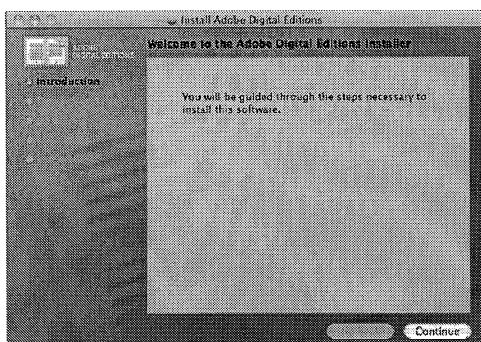 Install Adobe Digital Editions
Welcome to the Adobe Digital Editions Installer
Introduction
You will be guided through the steps necessary to
install this software.
Continue